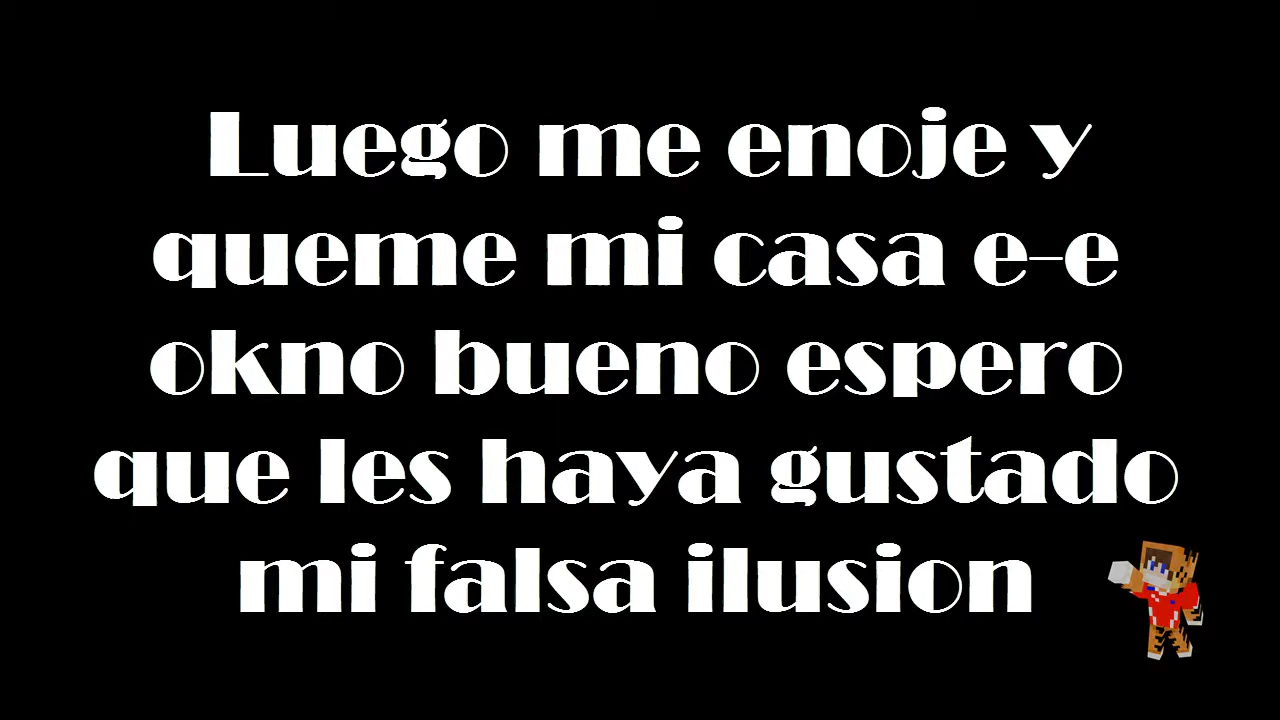 Luego me enoje y
queme mi casa e-e
okno bueno espero
que les haya gustado
mi falsa ilusion